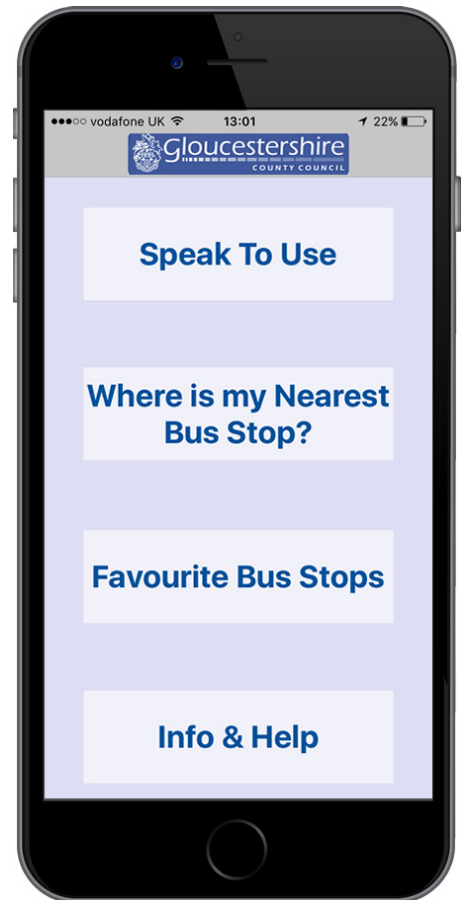 vodafone UK 13:01 22%
Gloucestershire
COUNTY COUNCIL
Speak To Use
Where is my Nearest
Bus Stop?
Favourite Bus Stops
Info & Help